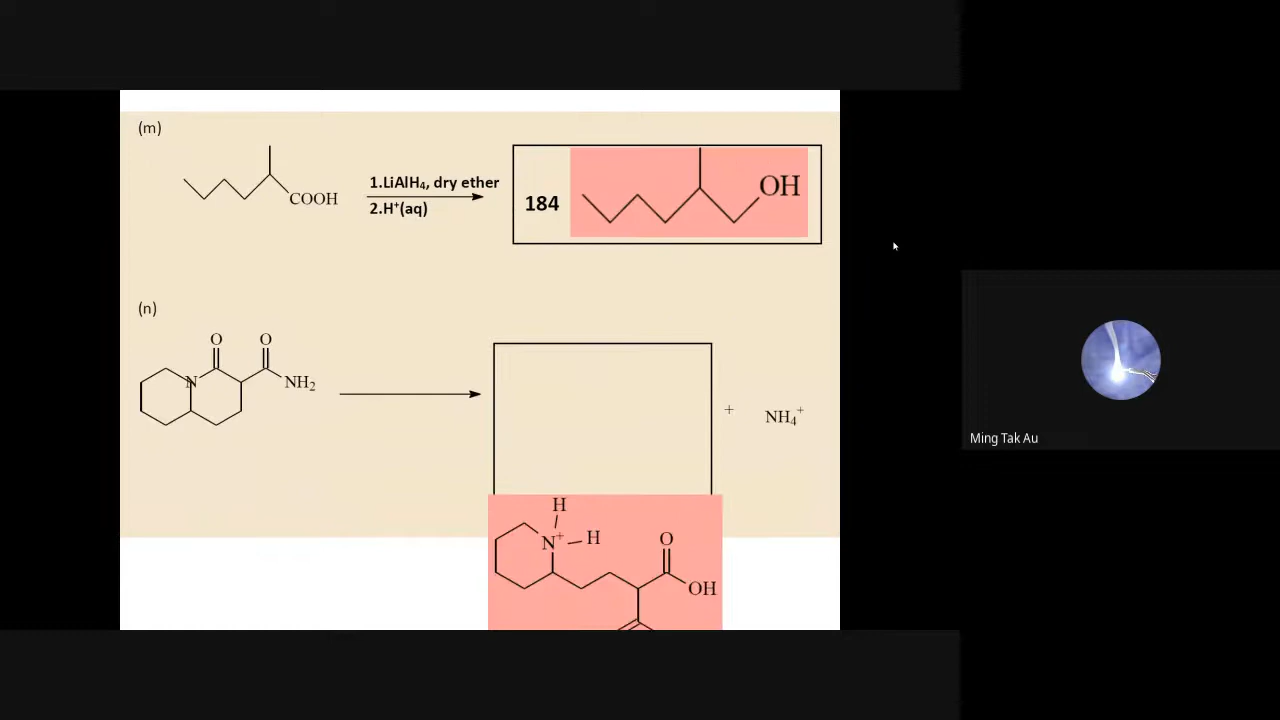 (m)
COOH
1.LiAlH₄, dry ether
2.H⁺(aq)
184
OH
(n)
O
O
N
NH₂
+
NH₄⁺
H
N⁺
H
O
OH
Ming Tak Au